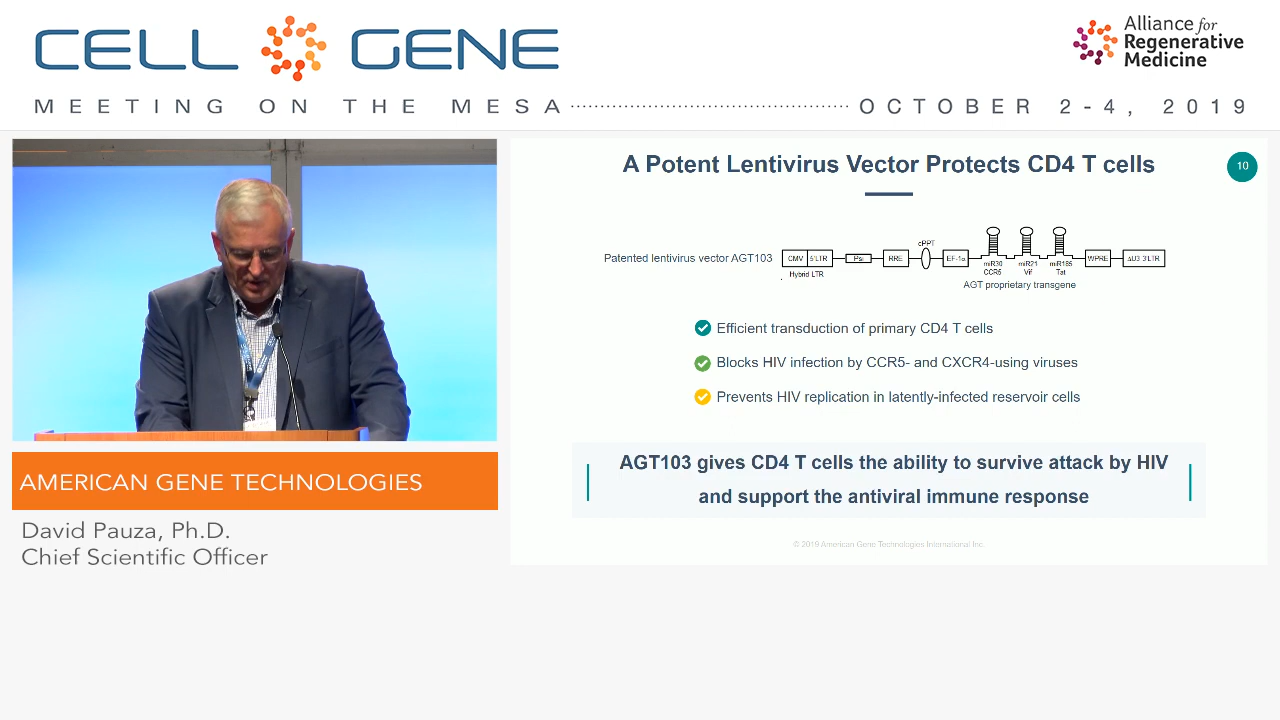 CELL GENE
Alliance for
Regenerative
Medicine
MEETING ON THE MESA OCTOBER 2-4, 2019
A Potent Lentivirus Vector Protects CD4 T cells
10
Patented lentivirus vector AGT103
CMV 5'LTR Psi RRE cPPT EF-1α WPRE ΔU3 3'LTR
Hybrid LTR
miR30 miR21 miR185
CCR5 Vif Tat
AGT proprietary transgene
Efficient transduction of primary CD4 T cells
Blocks HIV infection by CCR5- and CXCR4-using viruses
Prevents HIV replication in latently-infected reservoir cells
AGT103 gives CD4 T cells the ability to survive attack by HIV
and support the antiviral immune response
© 2019 American Gene Technologies International Inc.
AMERICAN GENE TECHNOLOGIES
David Pauza, Ph.D.
Chief Scientific Officer